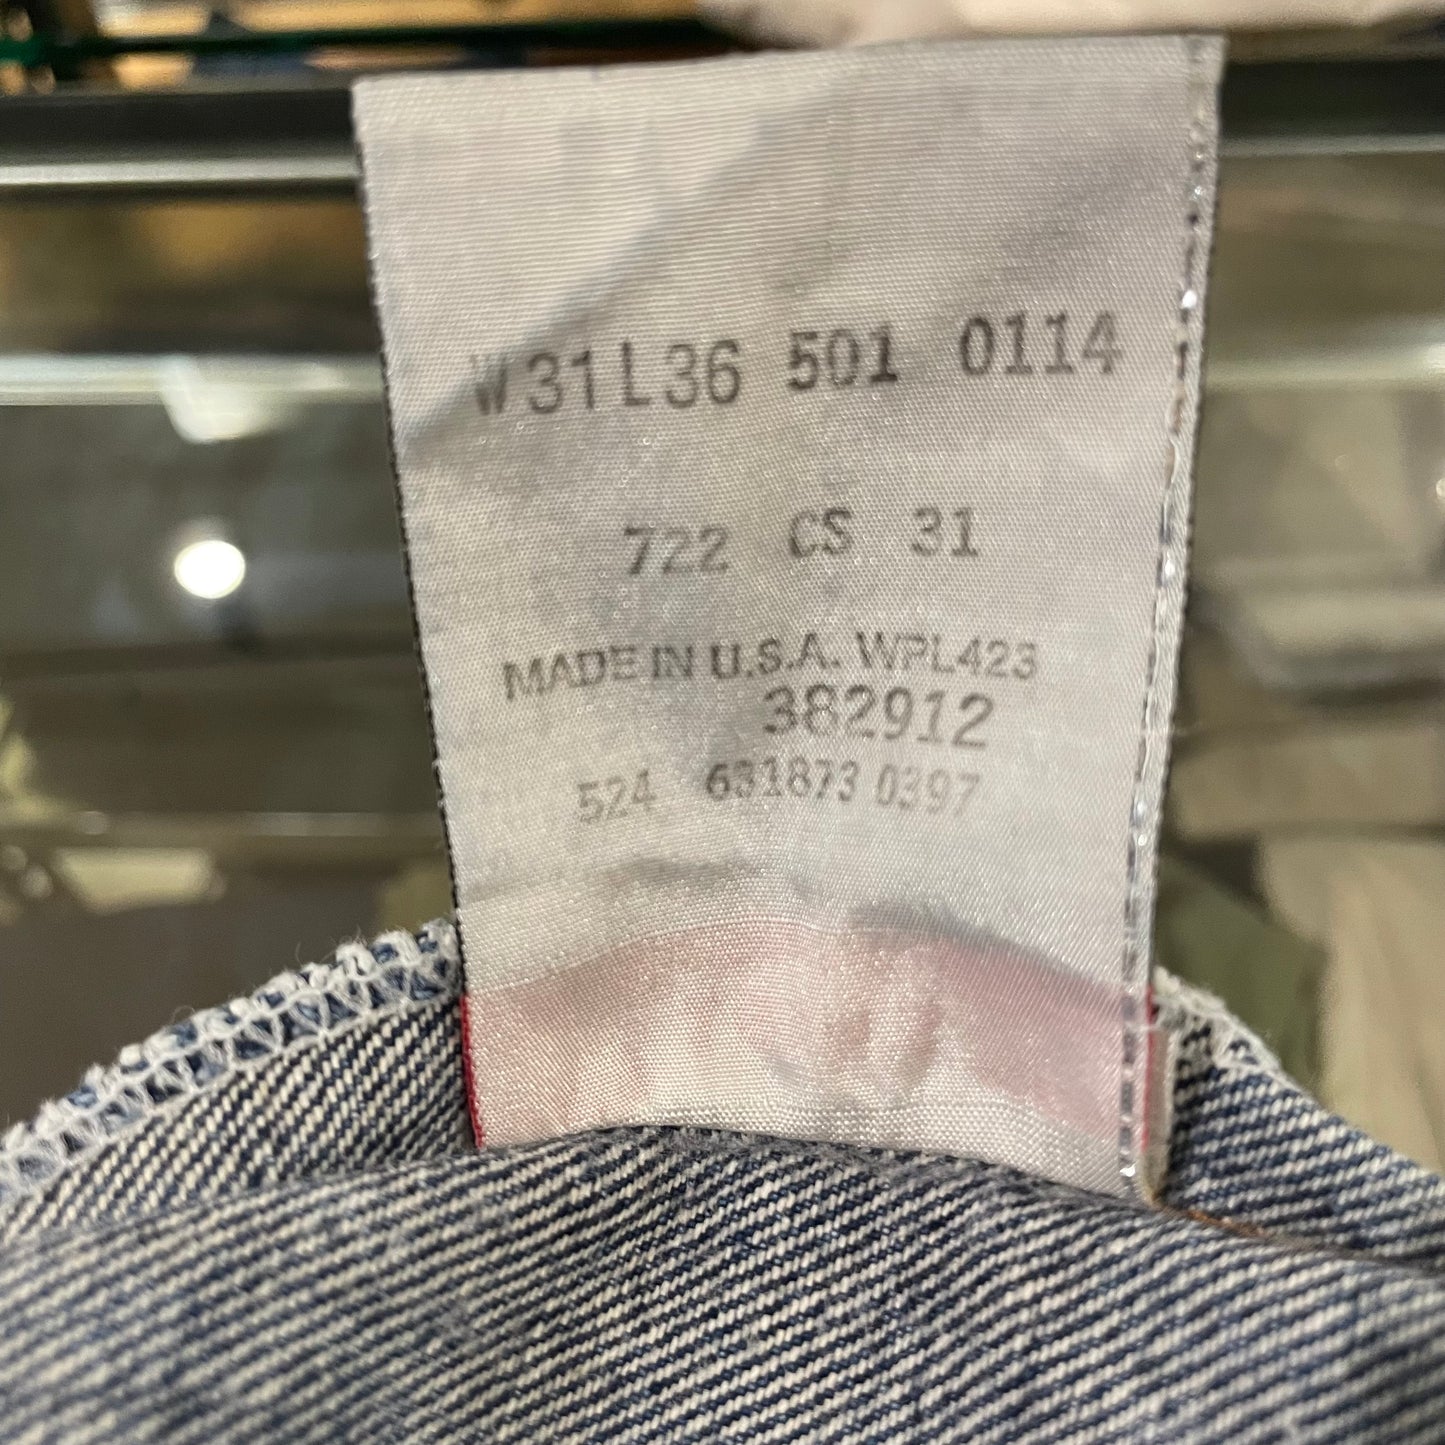 W31L36 501 0114
722 CS 31
MADE IN U.S.A. WPL423
382912
524 631873 0397